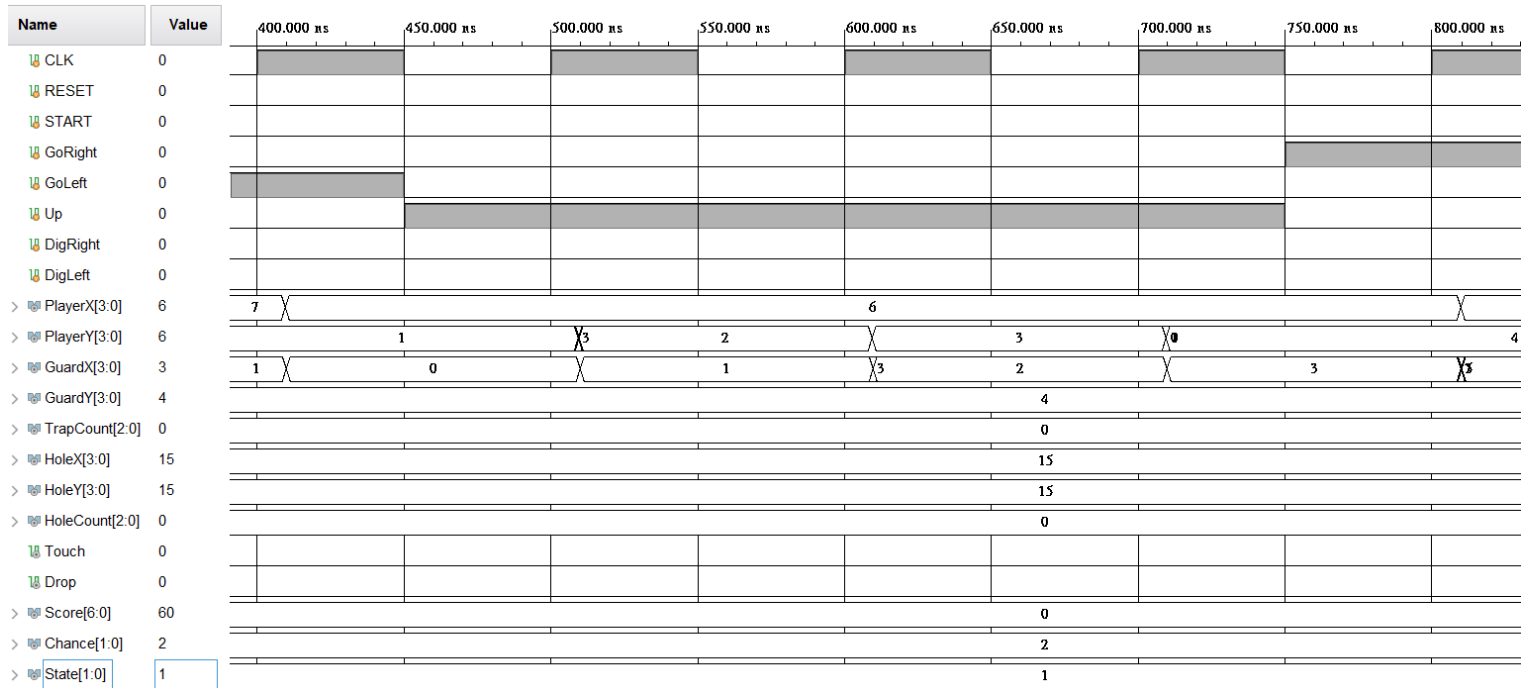 Name Value 400.000 ns 450.000 ns 500.000 ns 550.000 ns 600.000 ns 650.000 ns 700.000 ns 750.000 ns 800.000 ns
CLK 0
RESET 0
START 0
GoRight 0
GoLeft 0
Up 0
DigRight 0
DigLeft 0
PlayerX[3:0] 6 7 6
PlayerY[3:0] 6 1 3 2 3 4
GuardX[3:0] 3 1 0 1 3 2 3
GuardY[3:0] 4 4
TrapCount[2:0] 0 0
HoleX[3:0] 15 15
HoleY[3:0] 15 15
HoleCount[2:0] 0 0
Touch 0
Drop 0
Score[6:0] 60 0
Chance[1:0] 2 2
State[1:0] 1 1